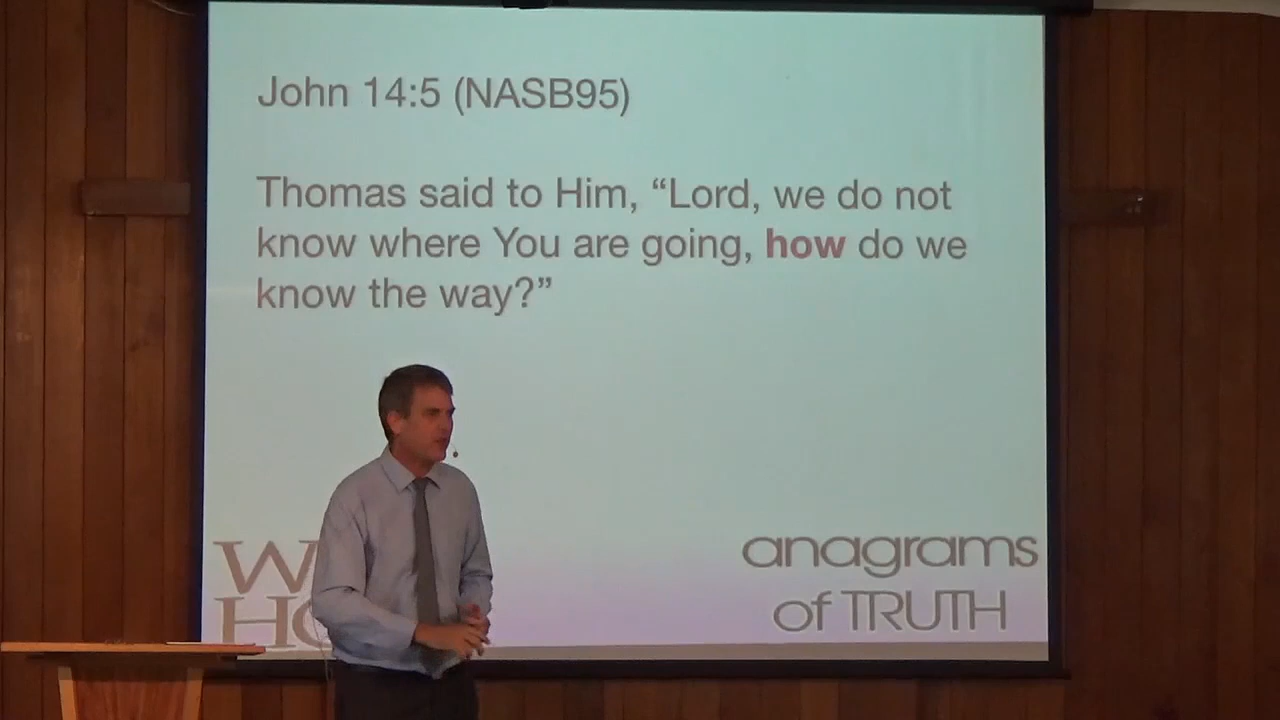 John 14:5 (NASB95)
Thomas said to Him, “Lord, we do not
know where You are going, how do we
know the way?”
anagrams
of TRUTH